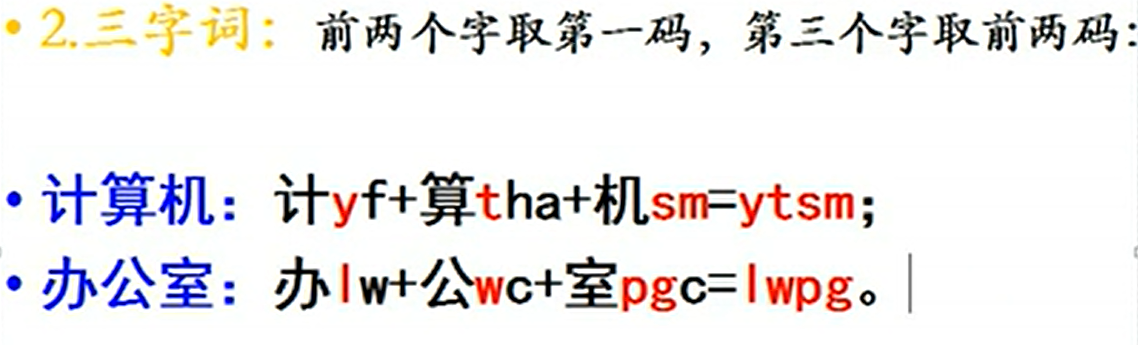 • 2.三字词：前两个字取第一码，第三个字取前两码：
• 计算机：计yf+算tha+机sm=ytsm；
• 办公室：办lw+公wc+室pgc=lwpg。